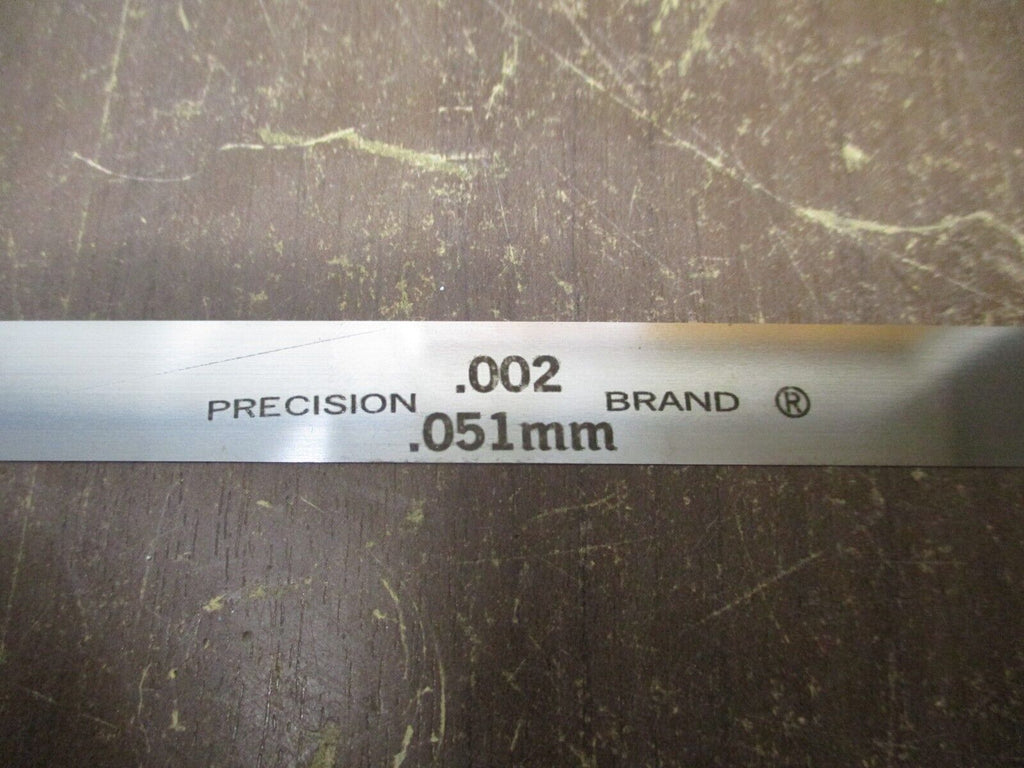 .002
PRECISION BRAND ®
.051mm